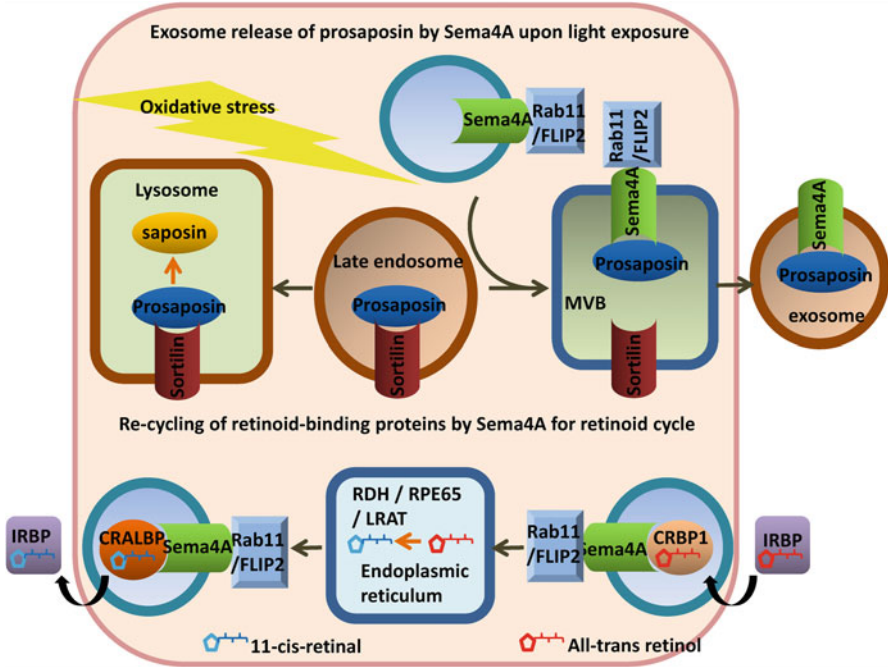 Exosome release of prosaposin by Sema4A upon light exposure
Oxidative stress
Sema4A
Rab11
/FLIP2
Rab11
/FLIP2
Lysosome
saposin
Prosaposin
Sortilin
Late endosome
Prosaposin
Sortilin
Sema4A
Prosaposin
MVB
Sortilin
Sema4A
Prosaposin
exosome
Re-cycling of retinoid-binding proteins by Sema4A for retinoid cycle
IRBP
CRALBP
Sema4A
Rab11
/FLIP2
RDH / RPE65
/ LRAT
Endoplasmic
reticulum
Rab11
/FLIP2
Sema4A
CRBP1
IRBP
11-cis-retinal
All-trans retinol